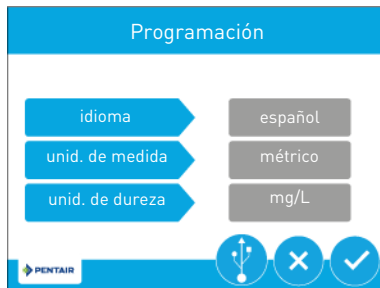 Programación
idioma español
unid. de medida métrico
unid. de dureza mg/L
PENTAIR